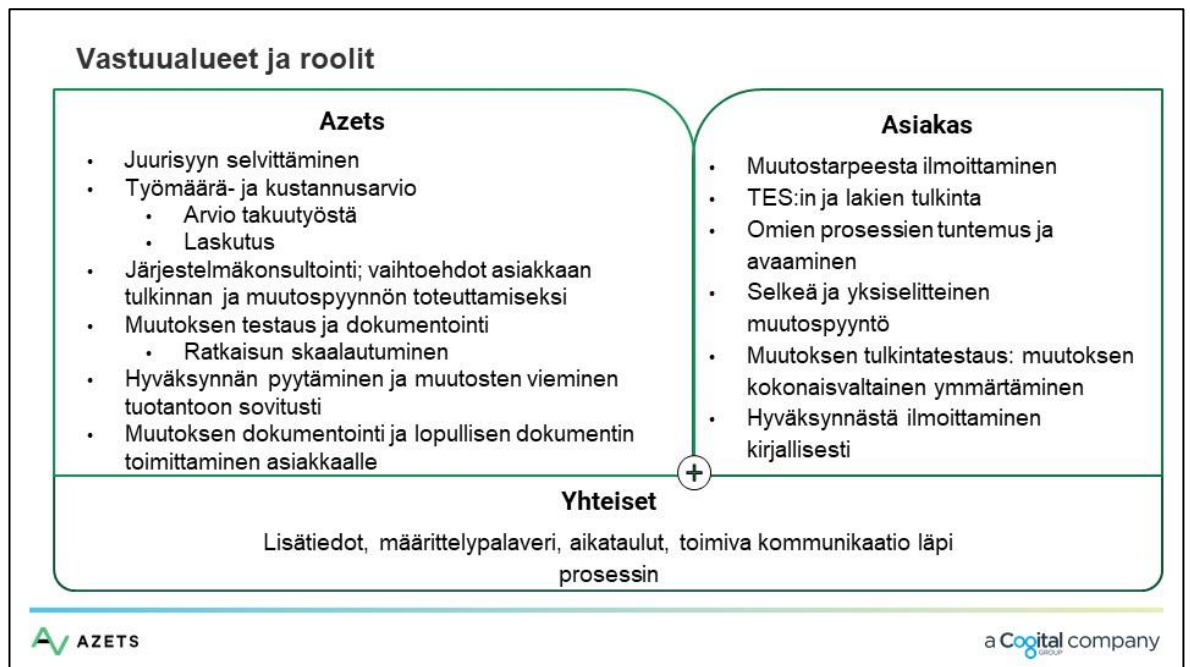 Vastuualueet ja roolit
Azets
• Juurisyyn selvittäminen
• Työmäärä- ja kustannusarvio
• Arvio takuutyöstä
• Laskutus
• Järjestelmäkonsultointi; vaihtoehdot asiakkaan
tulkinnan ja muutospyynnön toteuttamiseksi
• Muutoksen testaus ja dokumentointi
• Ratkaisun skaalautuminen
• Hyväksynnän pyytäminen ja muutosten vieminen
tuotantoon sovitusti
• Muutoksen dokumentointi ja lopullisen dokumentin
toimittaminen asiakkaalle
Asiakas
• Muutostarpeesta ilmoittaminen
• TES:in ja lakien tulkinta
• Omien prosessien tuntemus ja
avaaminen
• Selkeä ja yksiselitteinen
muutospyyntö
• Muutoksen tulkintatestaus: muutoksen
kokonaisvaltainen ymmärtäminen
• Hyväksynnästä ilmoittaminen
kirjallisesti
+
Yhteiset
Lisätiedot, määrittelypalaveri, aikataulut, toimiva kommunikaatio läpi
prosessin
AZETS
a Cogital company
GROUP